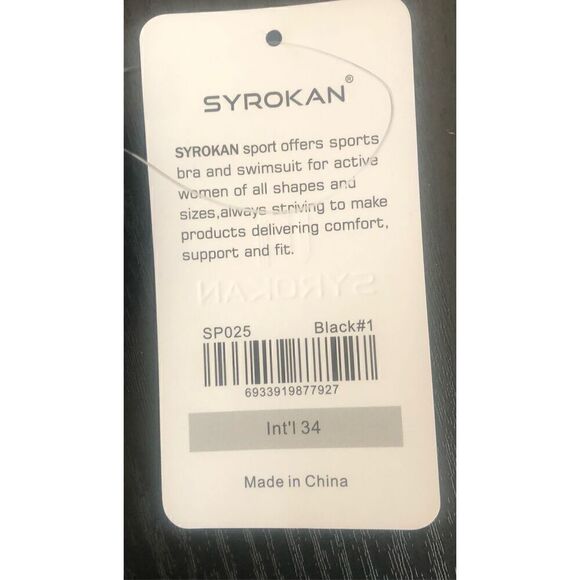 SYROKAN®
SYROKAN sport offers sports
bra and swimsuit for active
women of all shapes and
sizes,always striving to make
products delivering comfort,
support and fit.
SYROKAN
SP025 Black#1
6933919877927
Int'l 34
Made in China